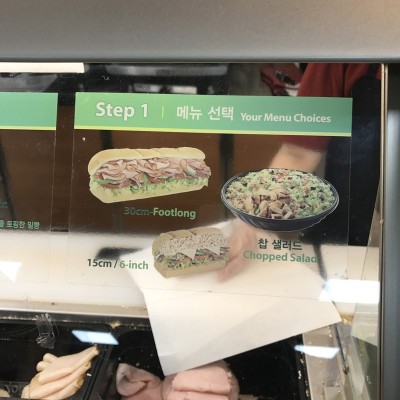 Step 1 | 메뉴 선택 Your Menu Choices
30cm-Footlong
찹 샐러드
Chopped Salad
15cm / 6-inch